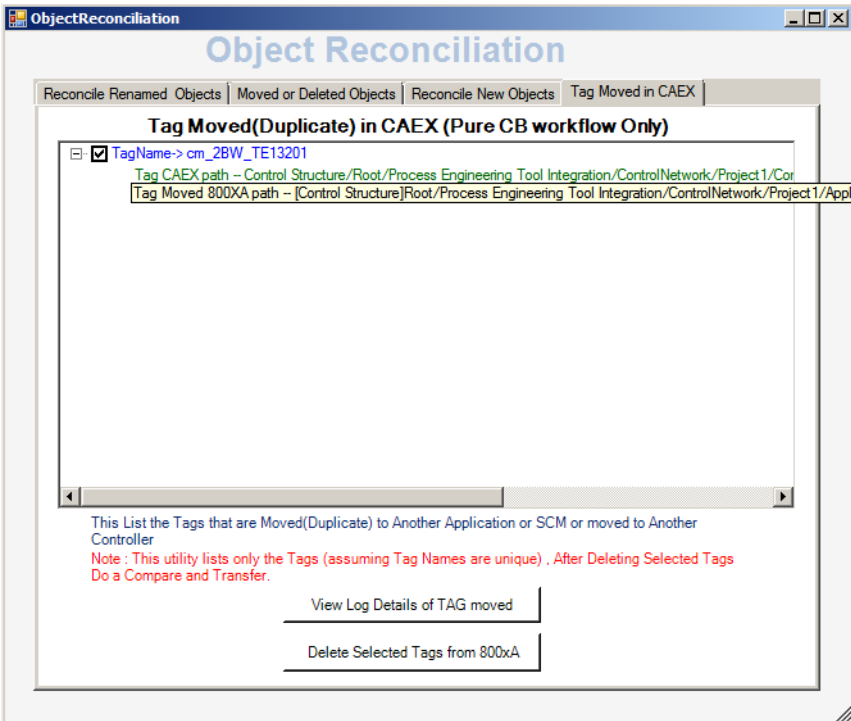 ObjectReconciliation
Object Reconciliation
Reconcile Renamed Objects
Moved or Deleted Objects
Reconcile New Objects
Tag Moved in CAEX
Tag Moved(Duplicate) in CAEX (Pure CB workflow Only)
TagName-> cm_2BW_TE13201
Tag CAEX path -- Control Structure/Root/Process Engineering Tool Integration/ControlNetwork/Project1/Cor
Tag Moved 800XA path -- [Control Structure]Root/Process Engineering Tool Integration/ControlNetwork/Project1/Appl
This List the Tags that are Moved(Duplicate) to Another Application or SCM or moved to Another
Controller
Note : This utility lists only the Tags (assuming Tag Names are unique) , After Deleting Selected Tags
Do a Compare and Transfer.
View Log Details of TAG moved
Delete Selected Tags from 800xA